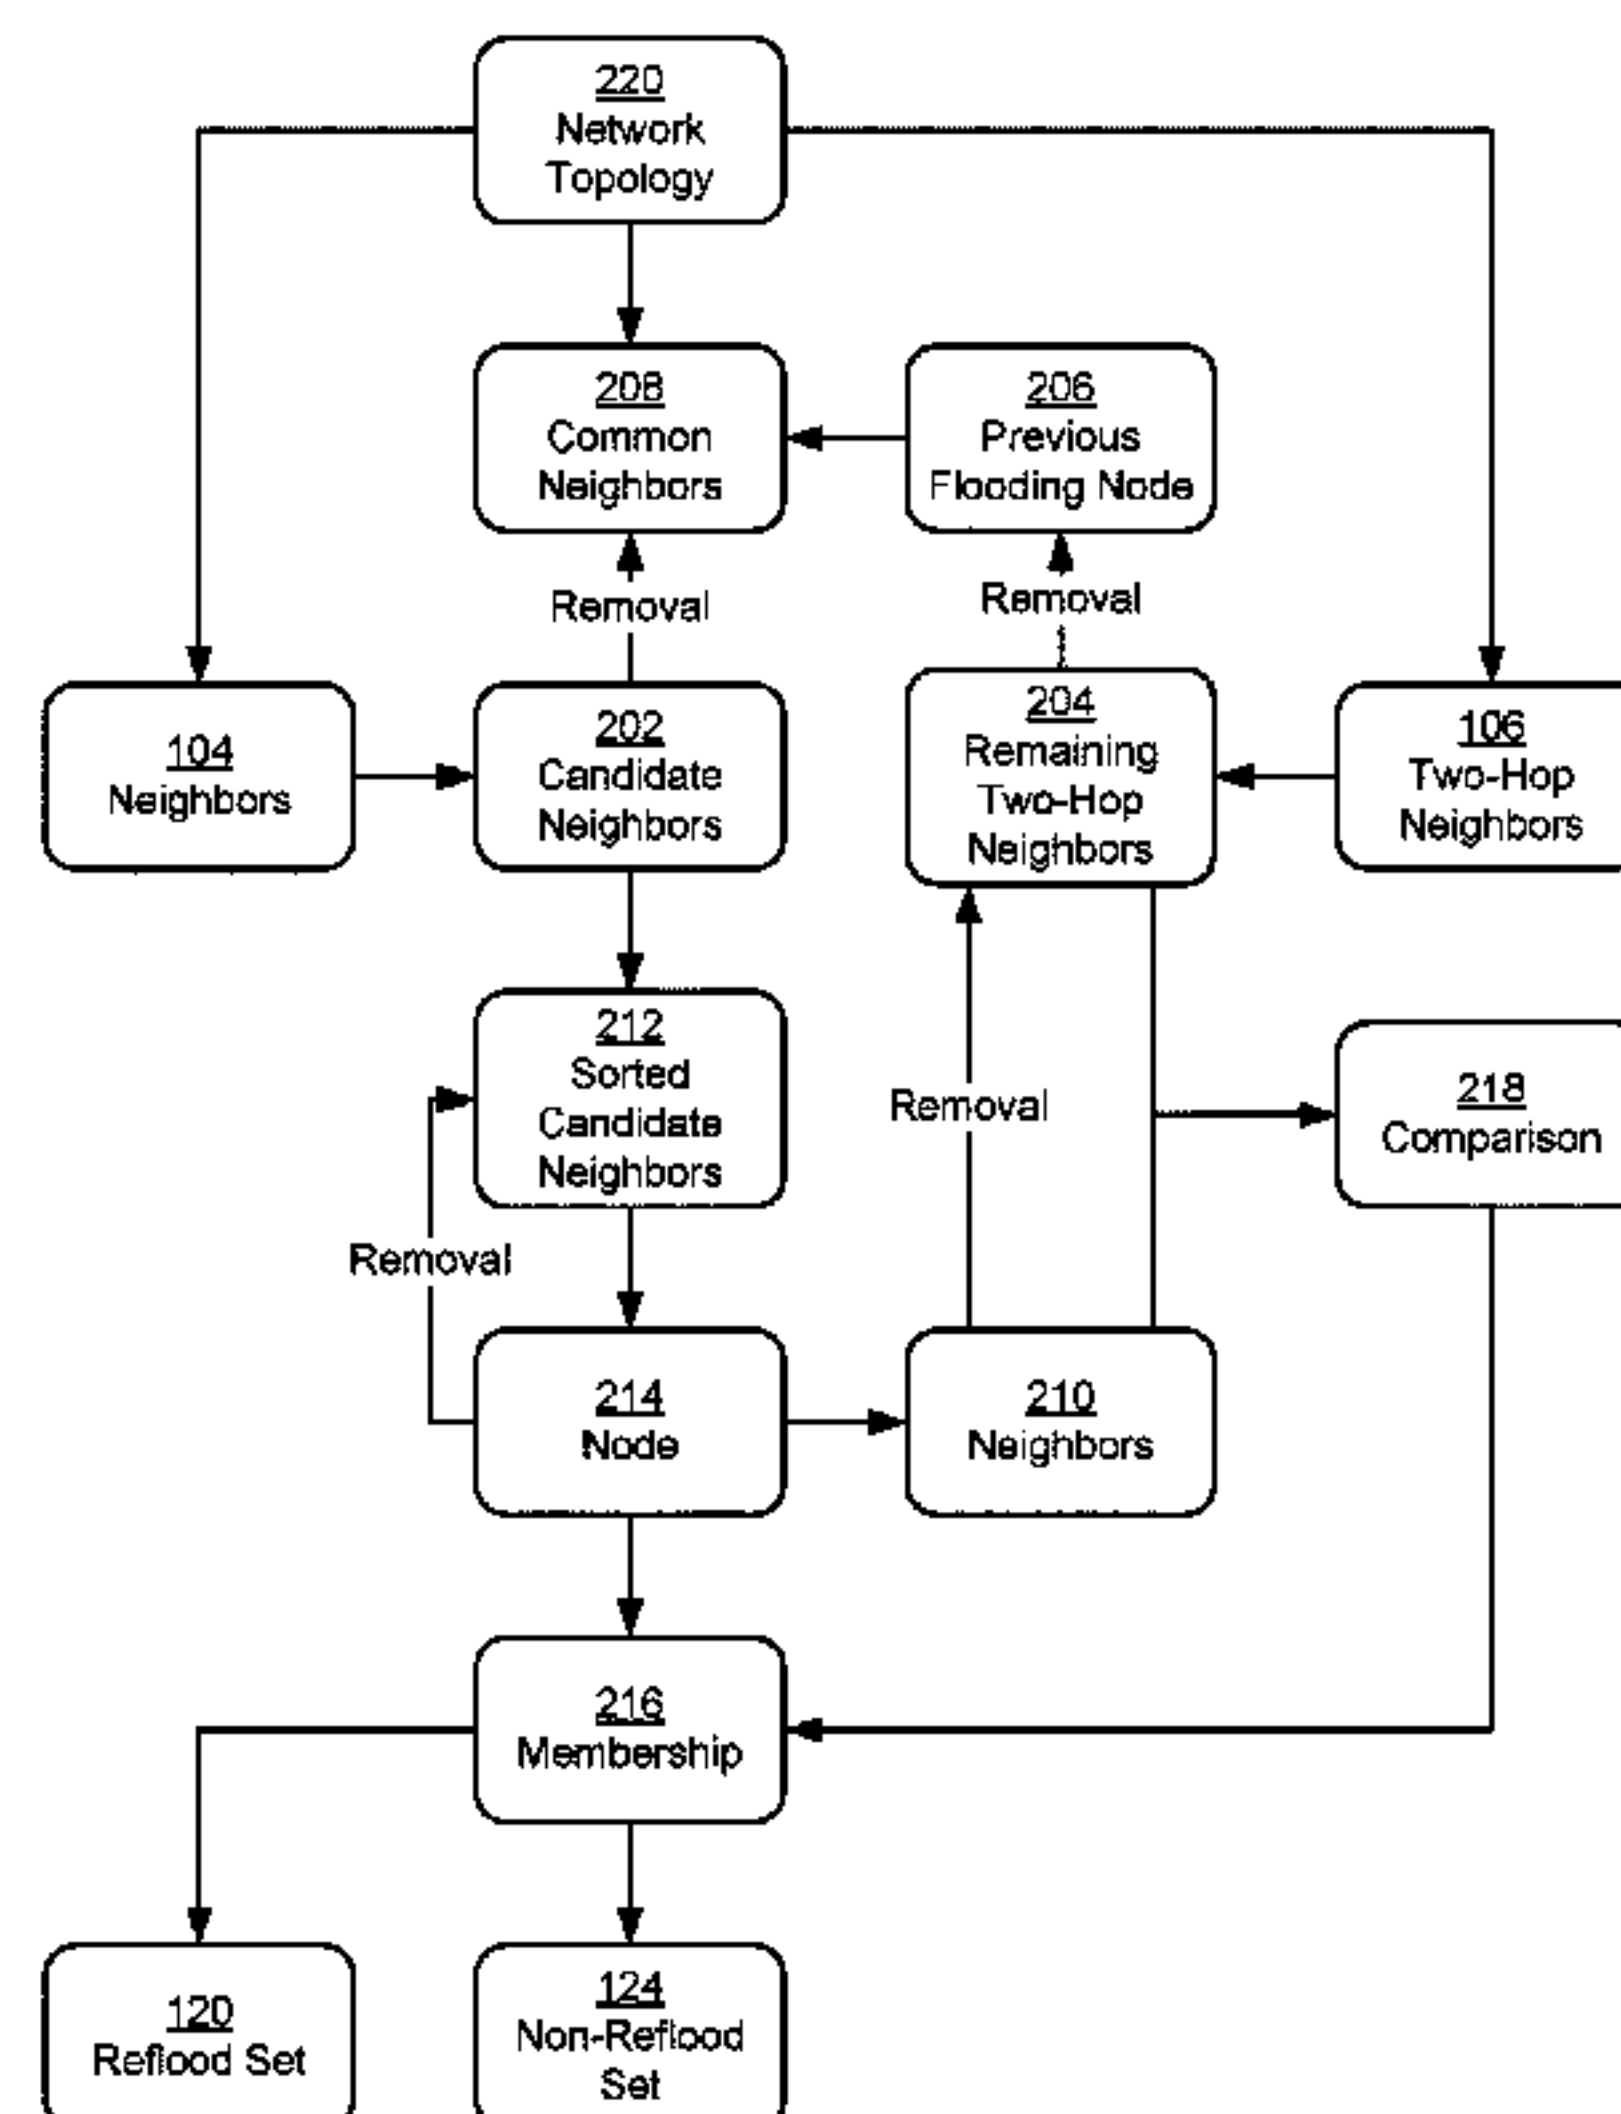 220
Network
Topology
208
Common
Neighbors
206
Previous
Flooding Node
Removal
Removal
104
Neighbors
202
Candidate
Neighbors
204
Remaining
Two-Hop
Neighbors
106
Two-Hop
Neighbors
212
Sorted
Candidate
Neighbors
Removal
218
Comparison
Removal
214
Node
210
Neighbors
216
Membership
120
Reflood Set
124
Non-Reflood
Set